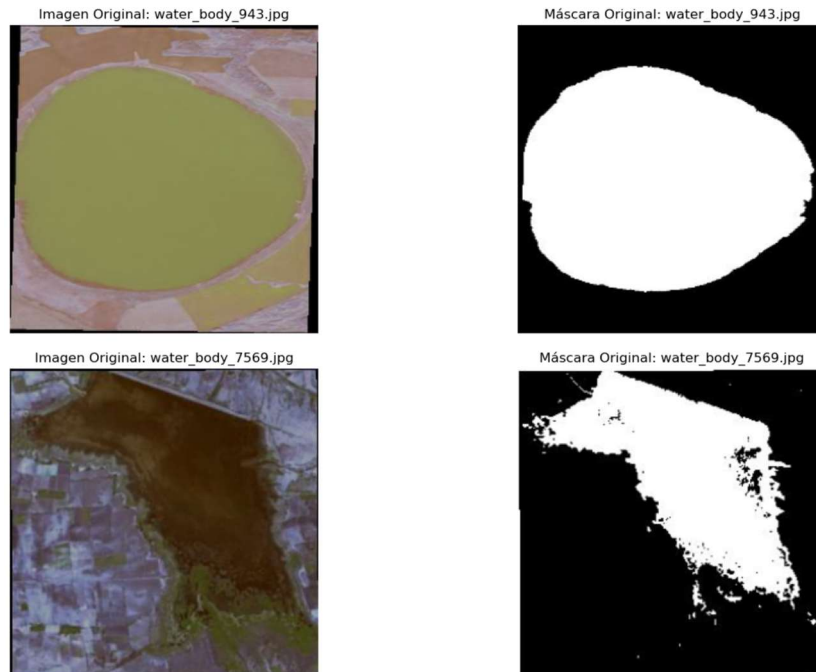 Imagen Original: water_body_943.jpg
Máscara Original: water_body_943.jpg
Imagen Original: water_body_7569.jpg
Máscara Original: water_body_7569.jpg